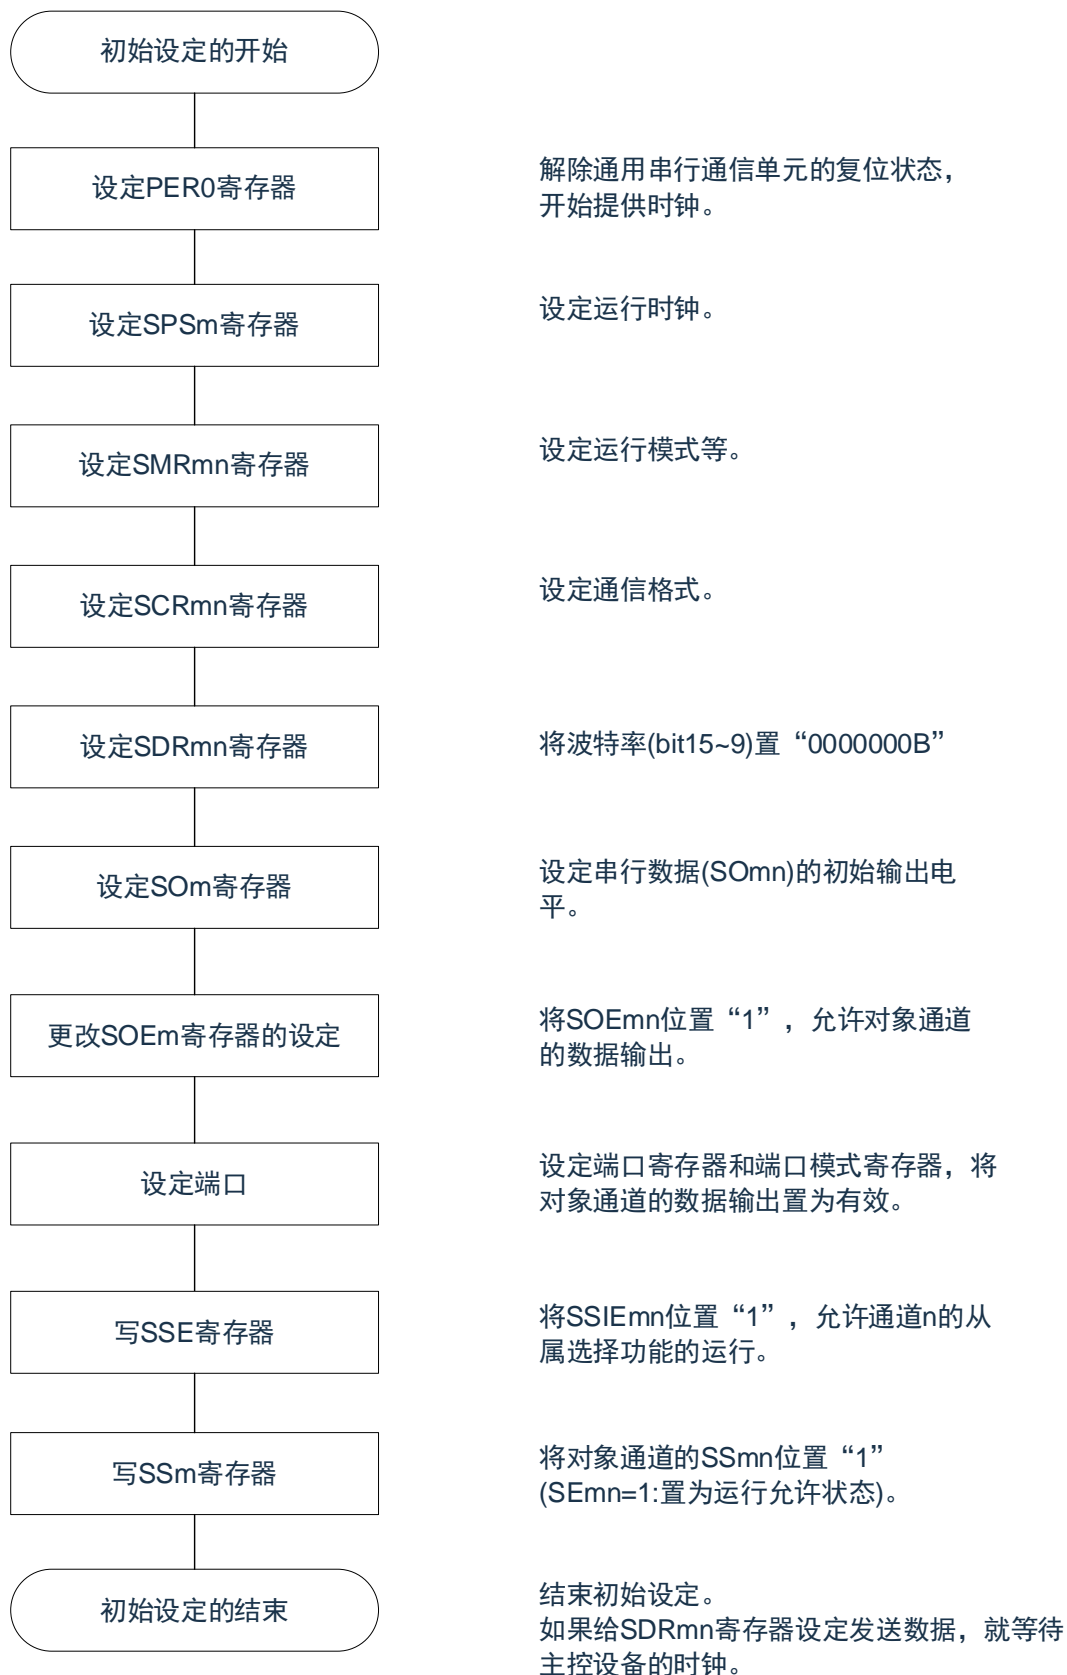 初始设定的开始
设定PER0寄存器
解除通用串行通信单元的复位状态，
开始提供时钟。
设定SPSm寄存器
设定运行时钟。
设定SMRmn寄存器
设定运行模式等。
设定SCRmn寄存器
设定通信格式。
设定SDRmn寄存器
将波特率(bit15~9)置“0000000B”
设定SOm寄存器
设定串行数据(SOmn)的初始输出电
平。
更改SOEm寄存器的设定
将SOEmn位置“1”，允许对象通道
的数据输出。
设定端口
设定端口寄存器和端口模式寄存器，将
对象通道的数据输出置为有效。
写SSE寄存器
将SSIEmn位置“1”，允许通道n的从
属选择功能的运行。
写SSm寄存器
将对象通道的SSmn位置“1”
(SEmn=1:置为运行允许状态)。
初始设定的结束
结束初始设定。
如果给SDRmn寄存器设定发送数据，就等待
主控设备的时钟。